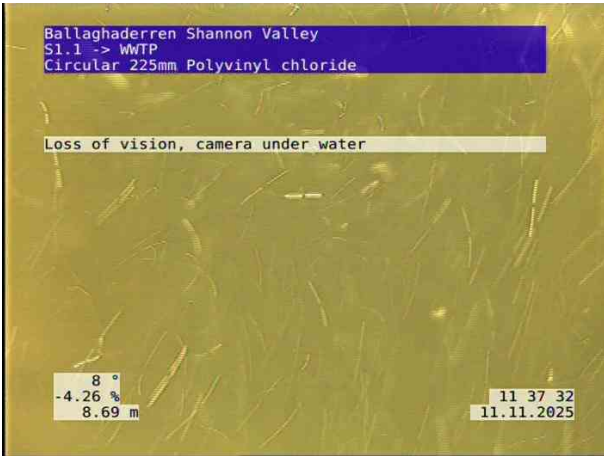 Ballaghaderren Shannon Valley
S1.1 -> WWTP
Circular 225mm Polyvinyl chloride
Loss of vision, camera under water
8 °
-4.26 %
8.69 m
11 37 32
11.11.2025